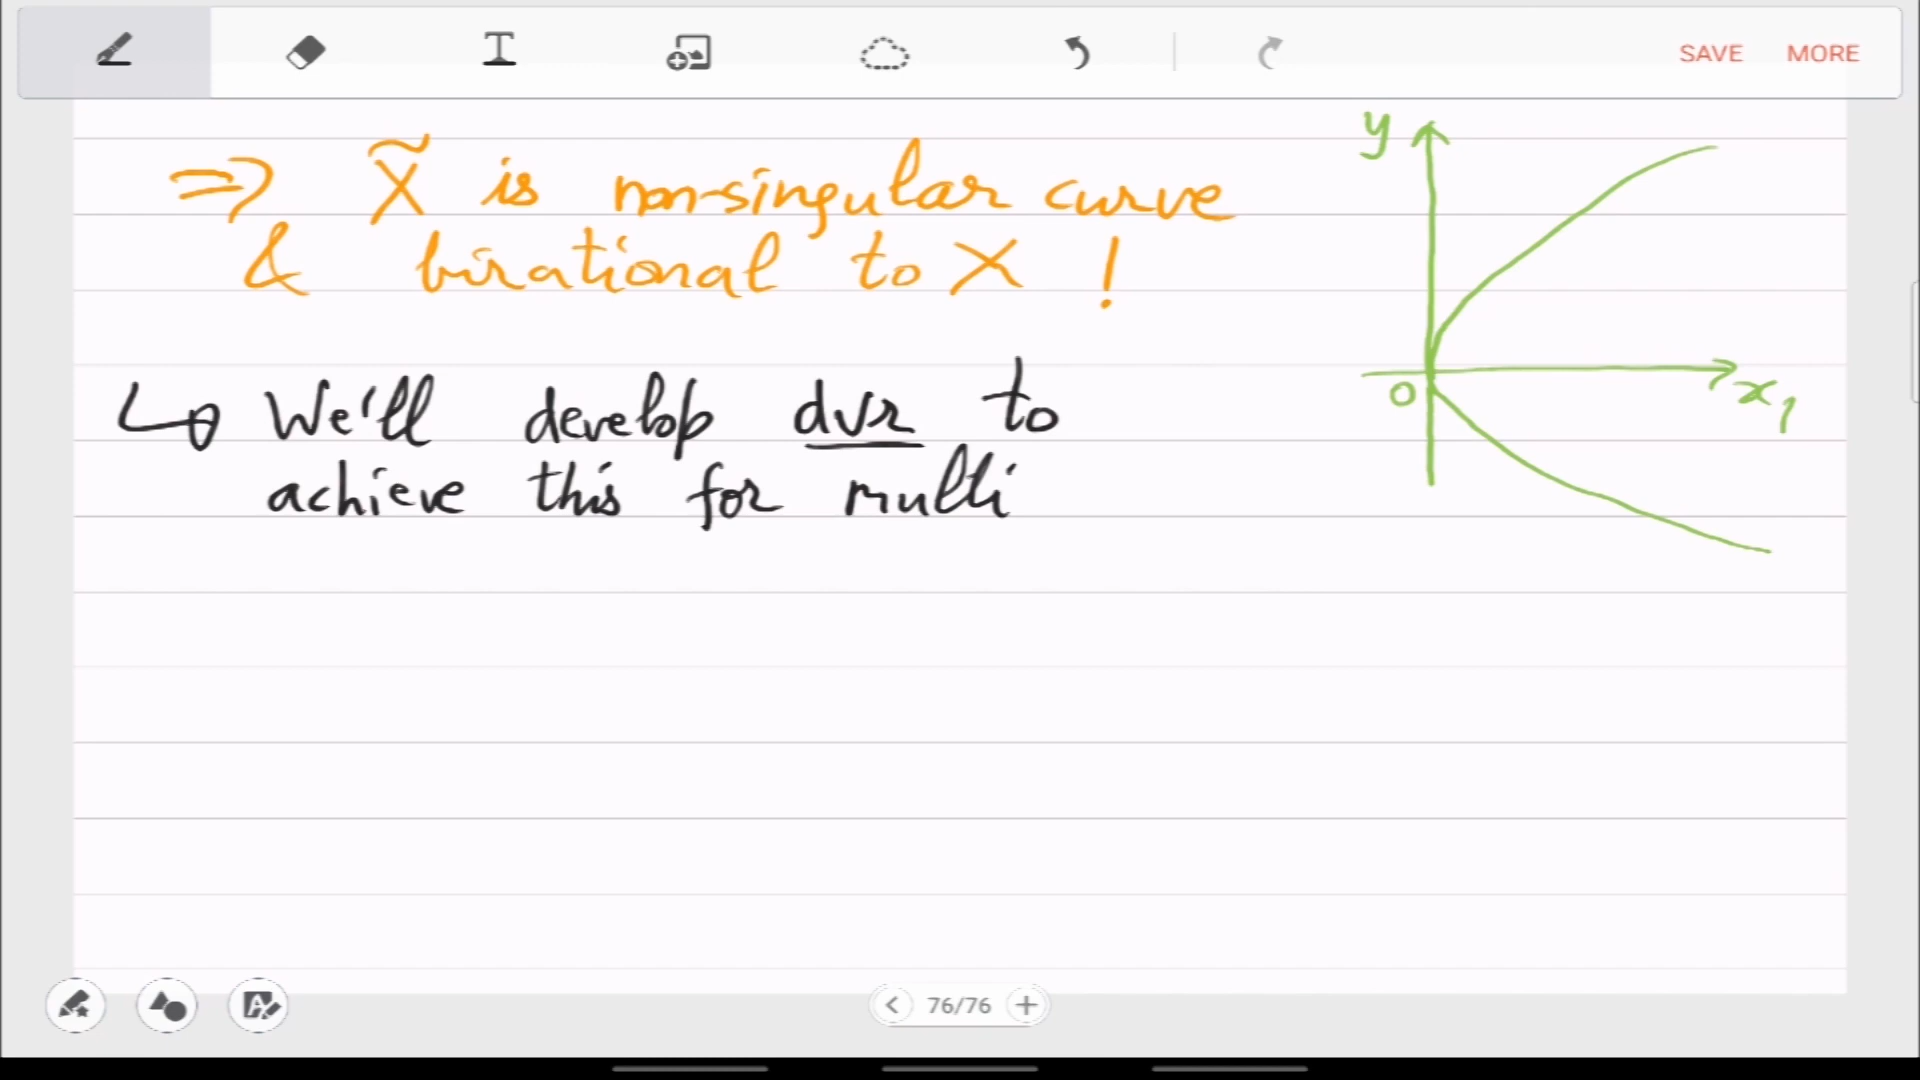 SAVE MORE
⇒ X̃ is non-singular curve
& birational to X !
↳ We'll develop dvr to
achieve this for multi
y
0
x₁
76/76